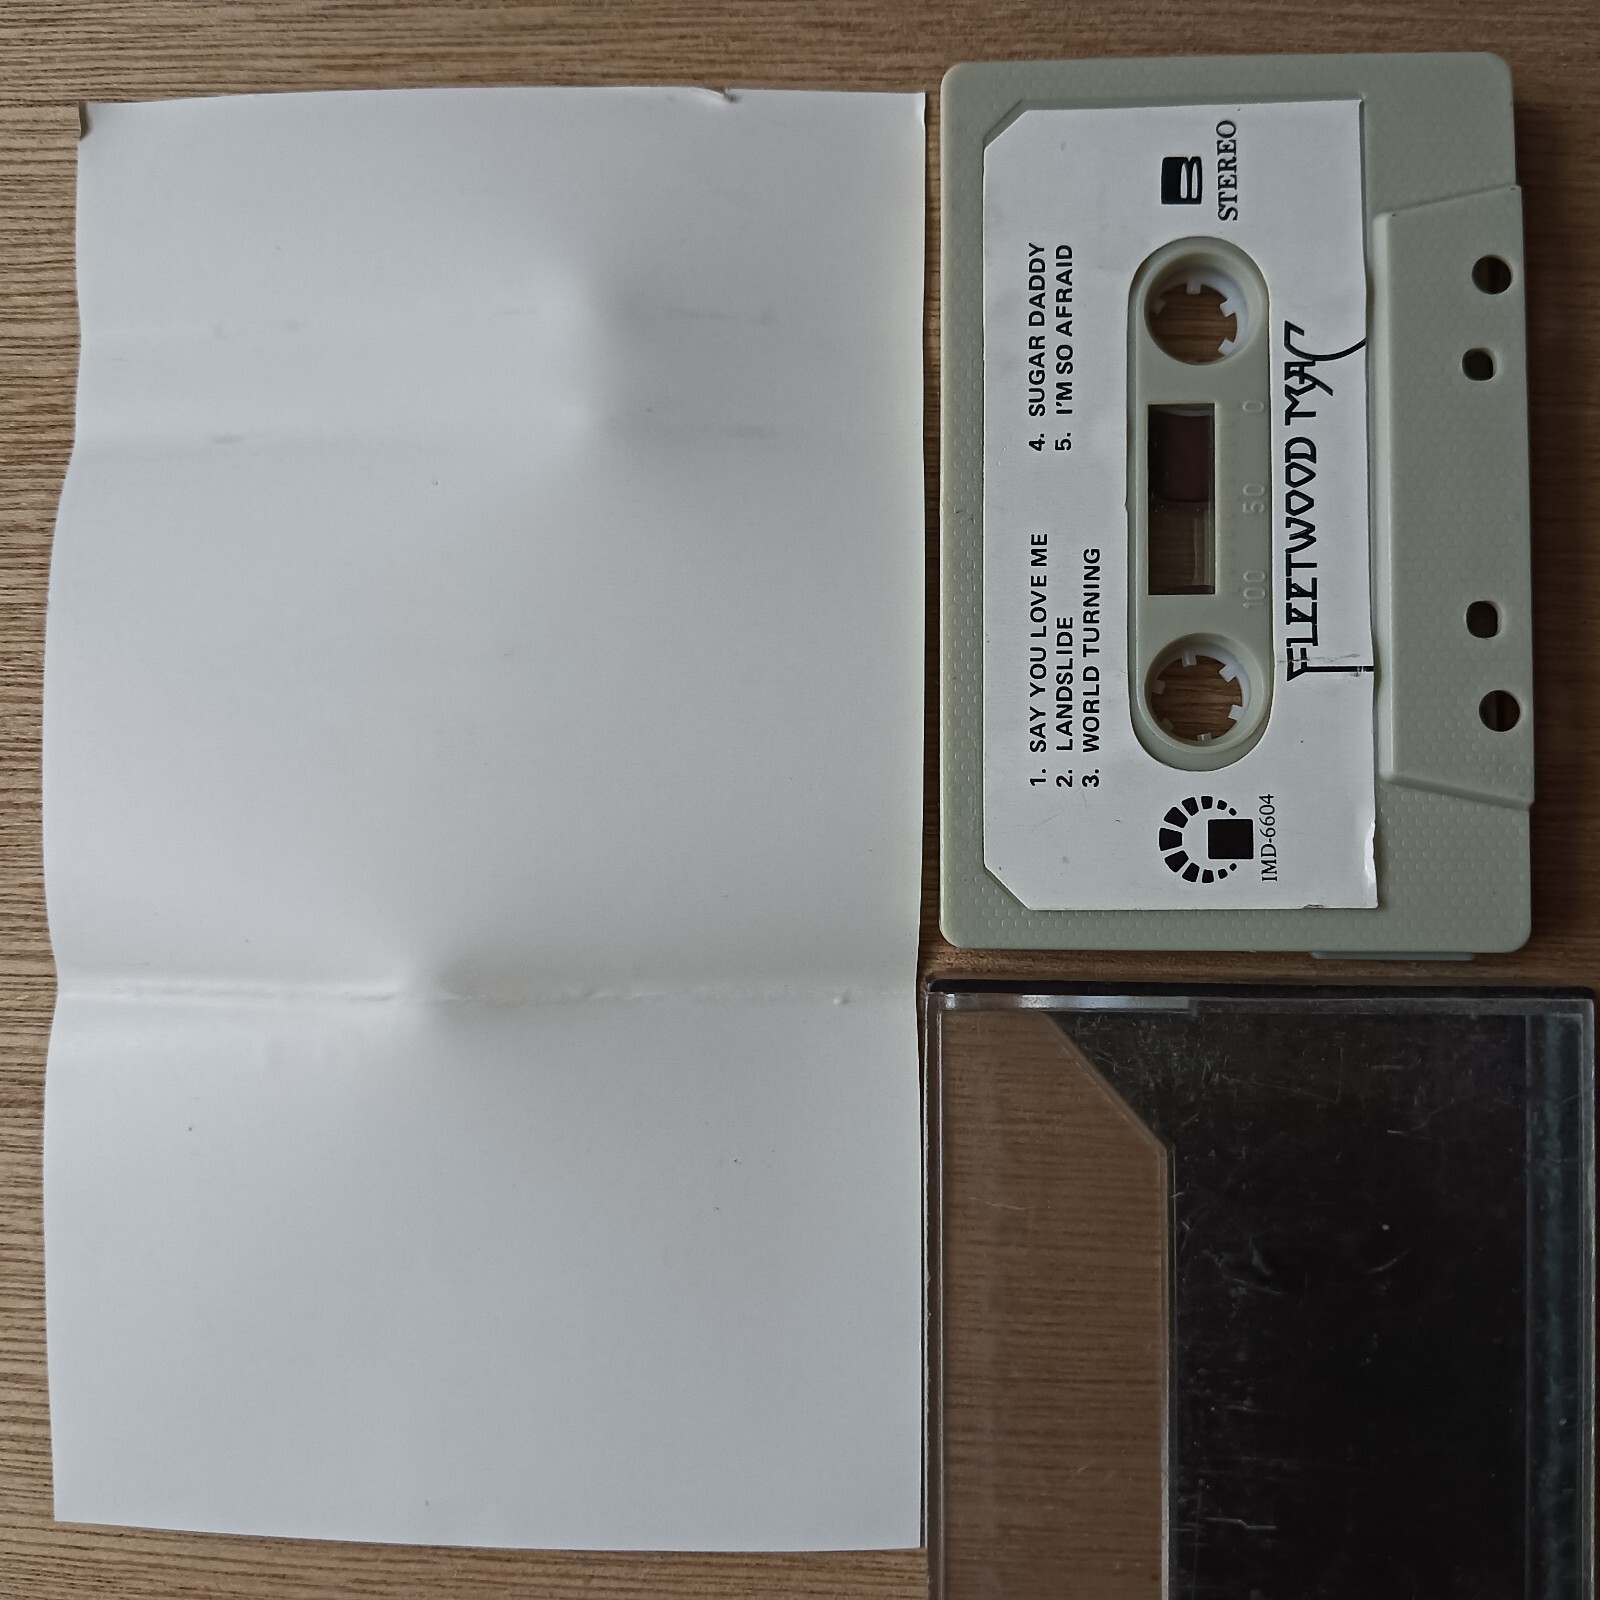 1. SAY YOU LOVE ME
2. LANDSLIDE
3. WORLD TURNING
4. SUGAR DADDY
5. I'M SO AFRAID
B
STEREO
IMD-6604
100 50 0
FLEETWOOD MAC